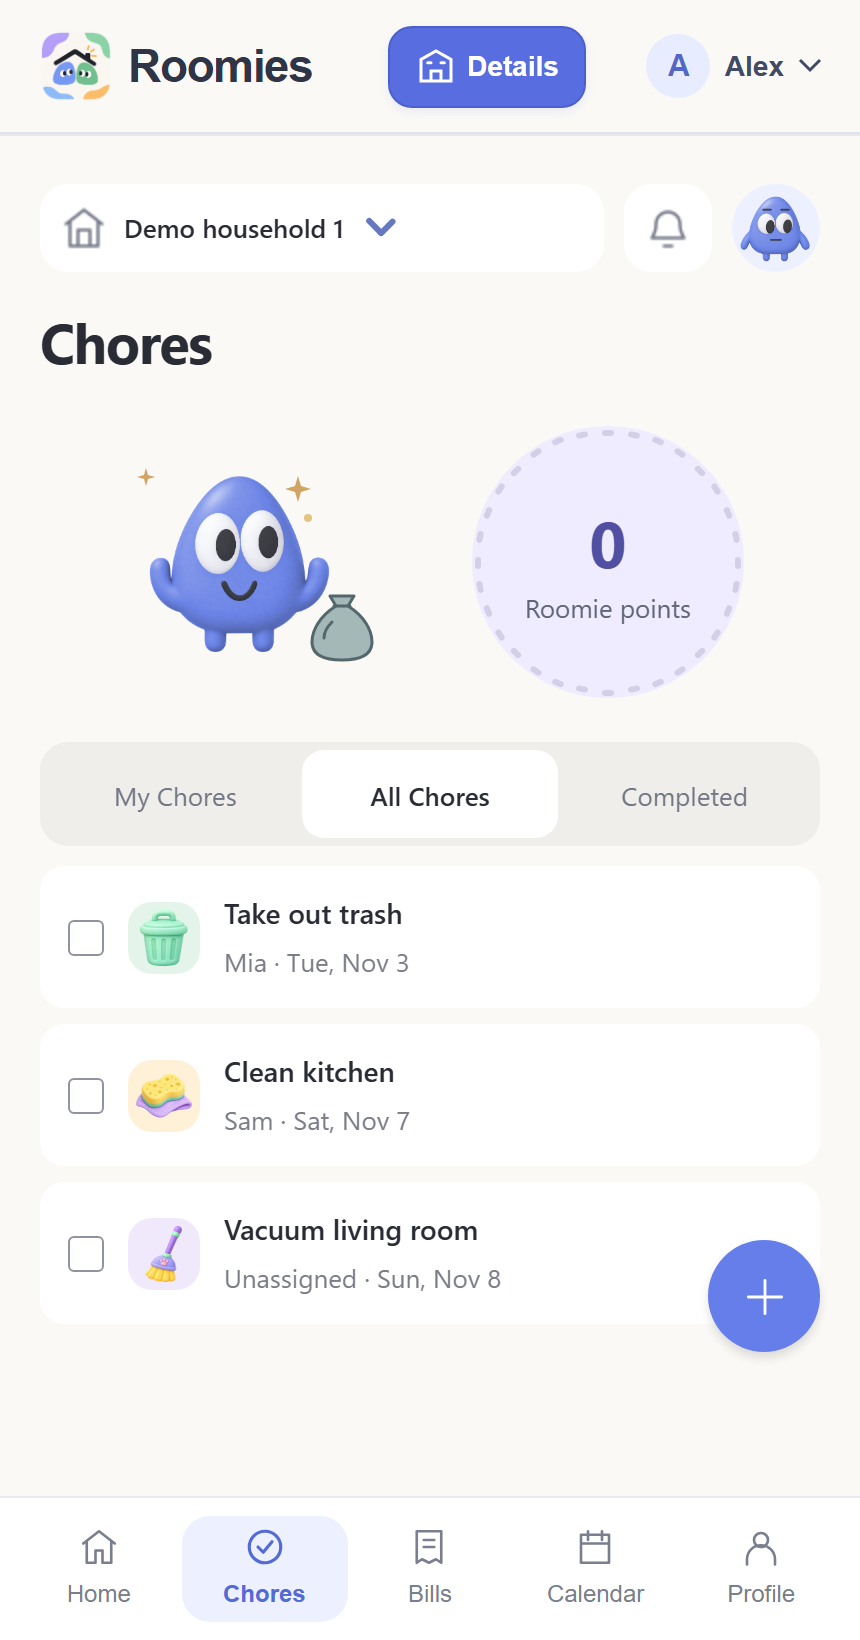 Roomies
Details
A
Alex
Demo household 1
Chores
0
Roomie points
My Chores
All Chores
Completed
Take out trash
Mia · Tue, Nov 3
Clean kitchen
Sam · Sat, Nov 7
Vacuum living room
Unassigned · Sun, Nov 8
Home
Chores
Bills
Calendar
Profile